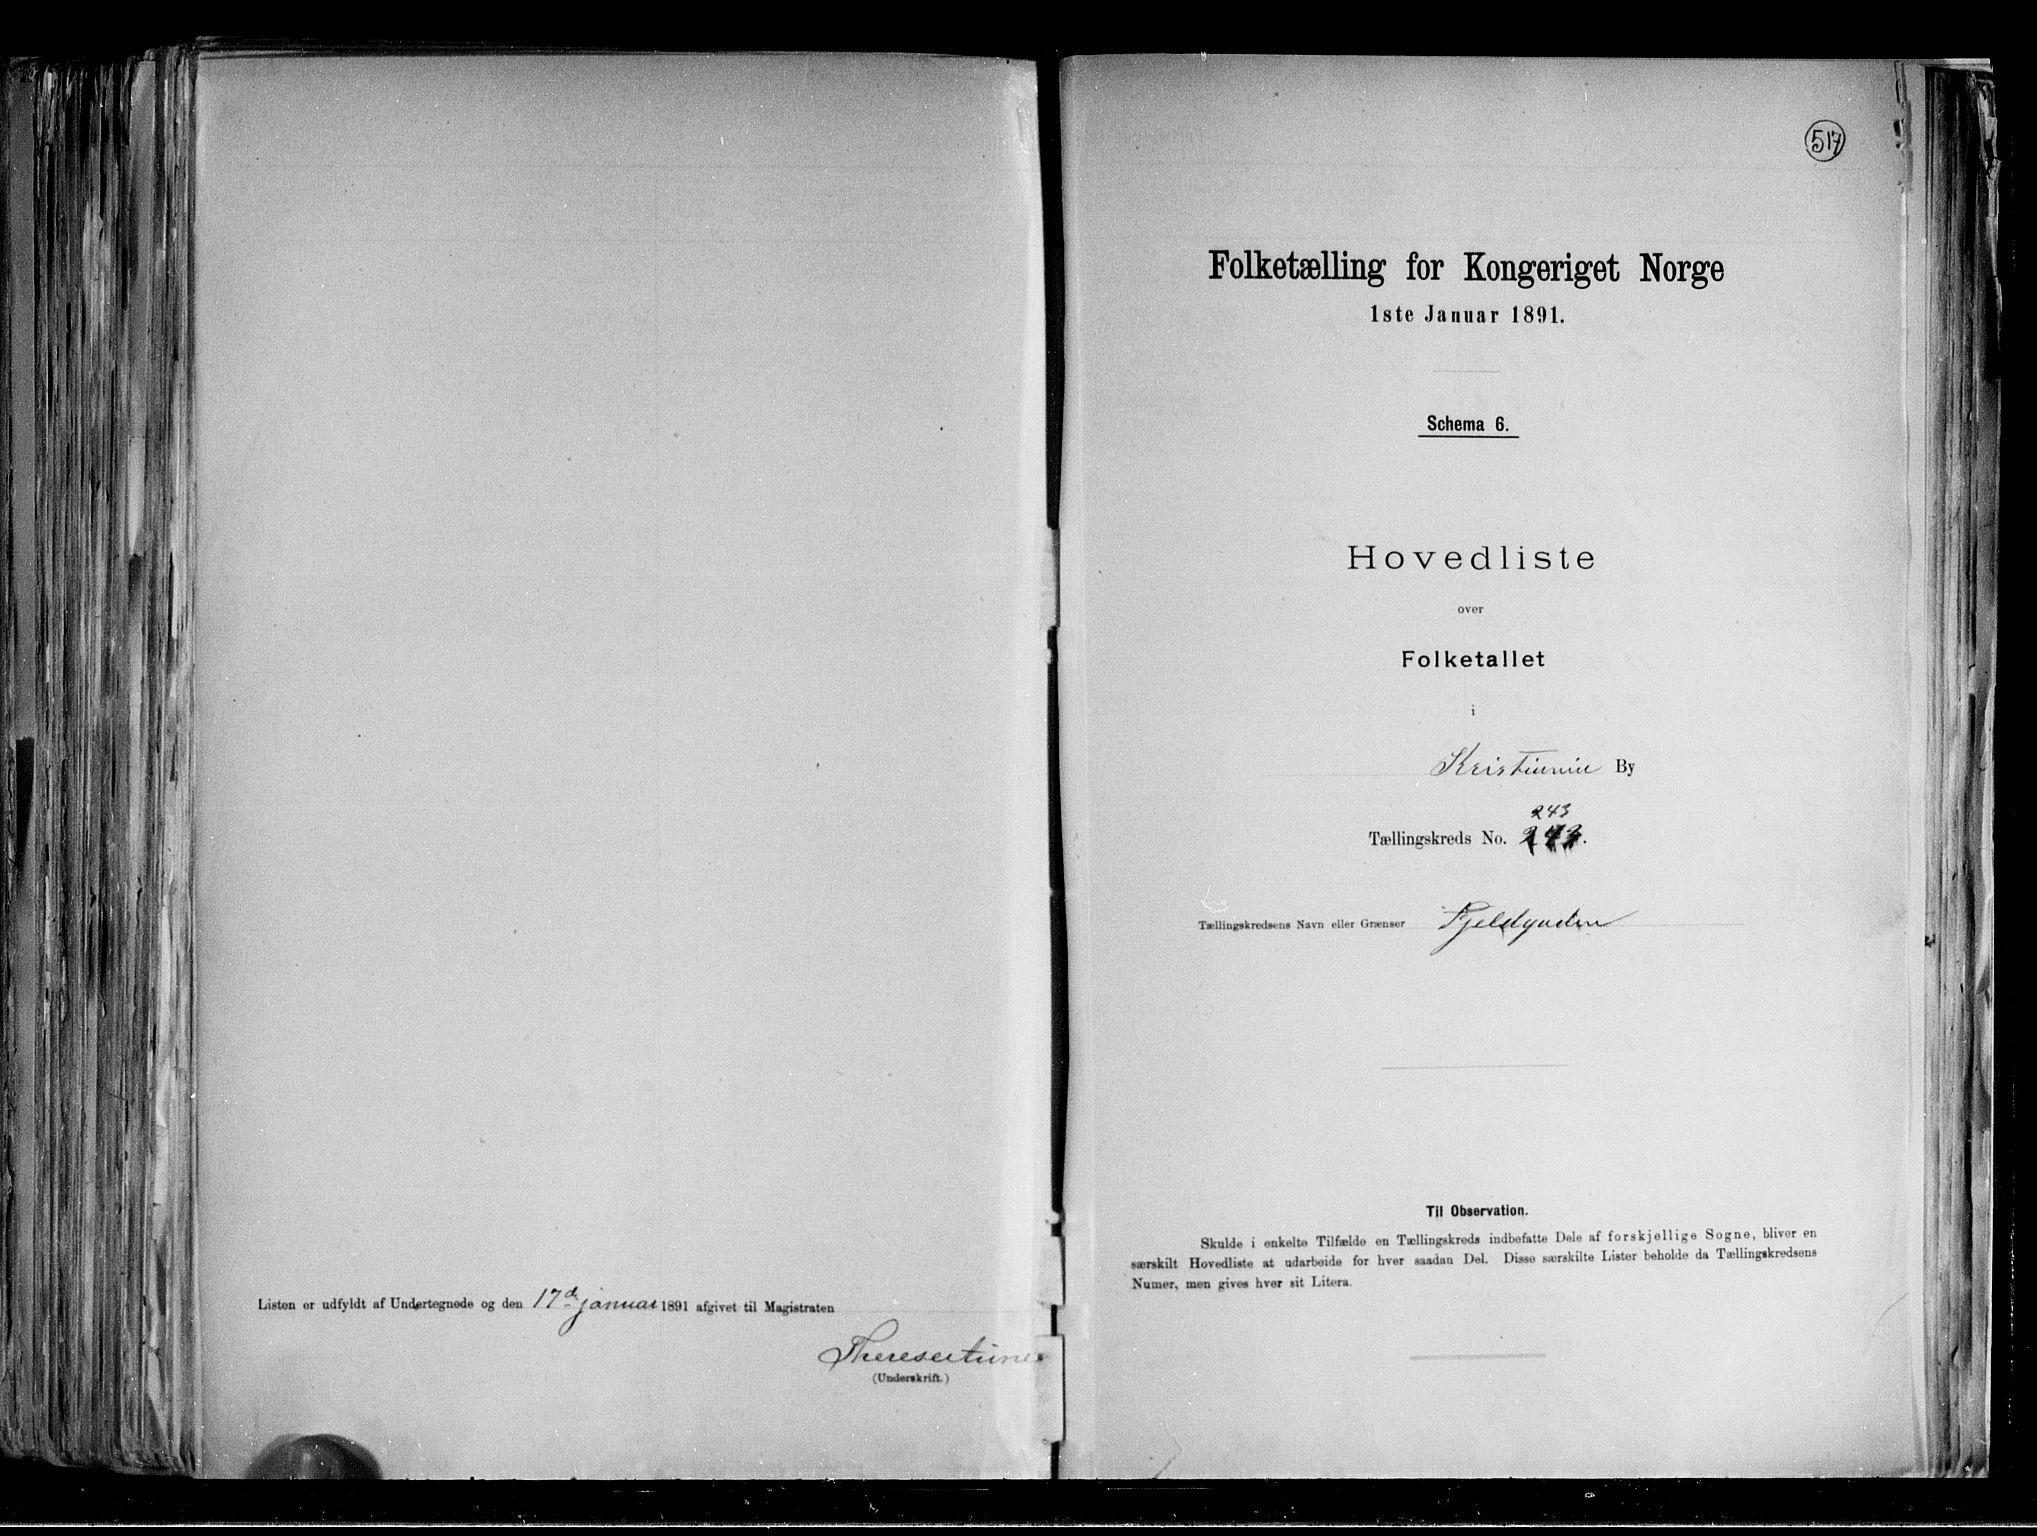 Listen er udfyldt af Undertegnede og den 17de januar 1891 afgivet til Magistraten
(Underskrift.)
517
Folketælling for Kongeriget Norge
1ste Januar 1891.
Schema 6.
Hovedliste
over
Folketallet
i
Kristiania By
243
Tællingskreds No. 243.
Tællingskredsens Navn eller Grænser
Til Observation.
Skulde i enkelte Tilfælde en Tællingskreds indbefatte Dele af forskjellige Sogne, bliver en
særskilt Hovedliste at udarbeide for hver saadan Del. Disse særskilte Lister beholde da Tællingskredsens
Numer, men gives hver sit Litera.